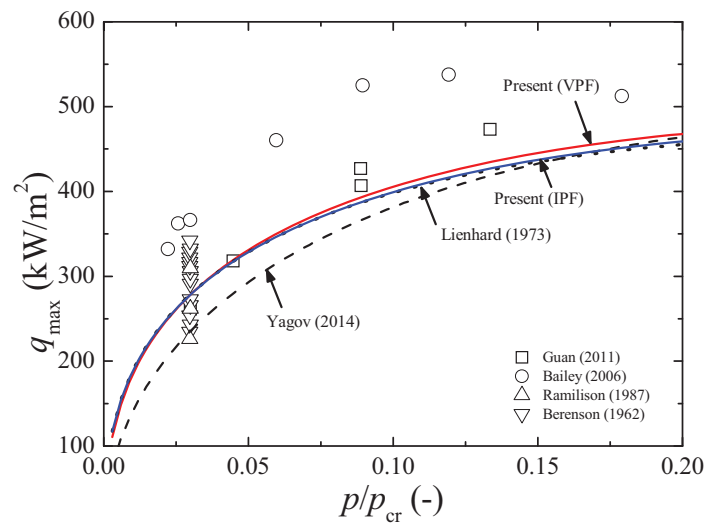 600
500
400
300
200
100
q_max (kW/m²)
Present (VPF)
Present (IPF)
Lienhard (1973)
Yagov (2014)
Guan (2011)
Bailey (2006)
Ramilison (1987)
Berenson (1962)
0.00 0.05 0.10 0.15 0.20
p/p_cr (-)